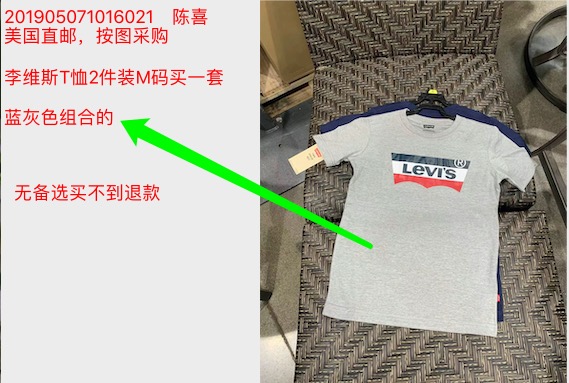 201905071016021 陈喜
美国直邮，按图采购
李维斯T恤2件装M码买一套
蓝灰色组合的
无备选买不到退款
Levi's ®